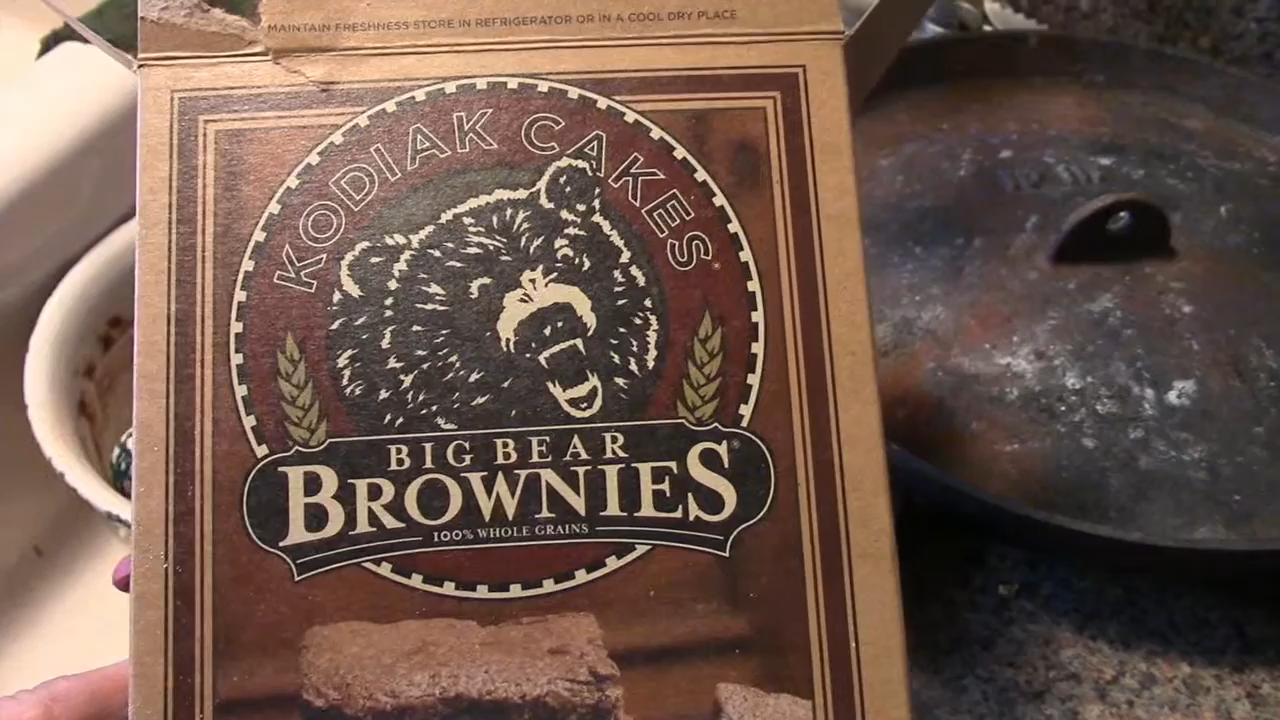 MAINTAIN FRESHNESS STORE IN REFRIGERATOR OR IN A COOL DRY PLACE
KODIAK CAKES®
BIG BEAR
BROWNIES®
100% WHOLE GRAINS